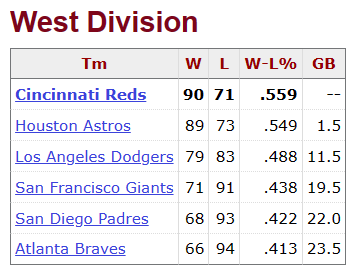 West Division
Tm W L W-L% GB
Cincinnati Reds 90 71 .559 --
Houston Astros 89 73 .549 1.5
Los Angeles Dodgers 79 83 .488 11.5
San Francisco Giants 71 91 .438 19.5
San Diego Padres 68 93 .422 22.0
Atlanta Braves 66 94 .413 23.5